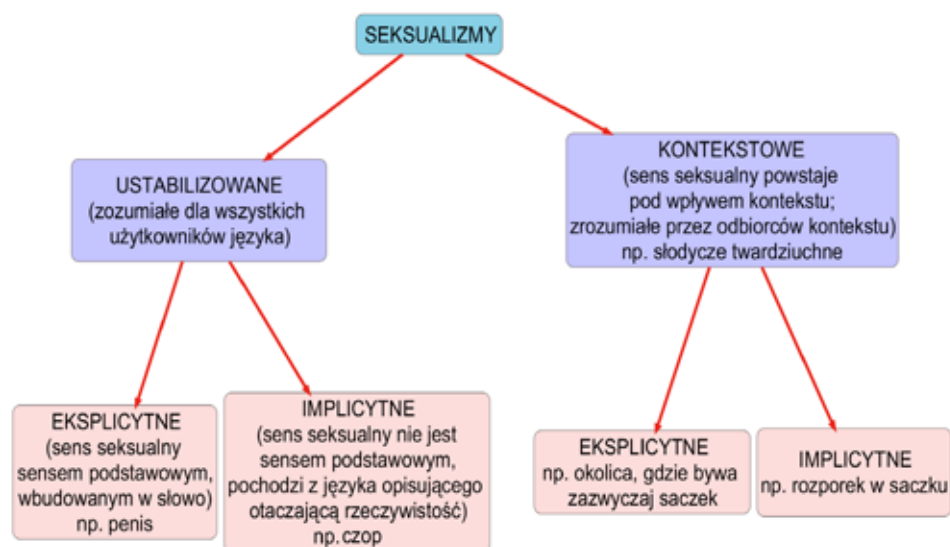 SEKSUALIZMY
USTABILIZOWANE
(zozumiałe dla wszystkich
użytkowników języka)
KONTEKSTOWE
(sens seksualny powstaje
pod wpływem kontekstu;
zrozumiałe przez odbiorców kontekstu)
np. słodycze twardziuchne
EKSPLICYTNE
(sens seksualny
sensem podstawowym,
wbudowanym w słowo)
np. penis
IMPLICYTNE
(sens seksualny nie jest
sensem podstawowym,
pochodzi z języka opisującego
otaczającą rzeczywistość)
np. czop
EKSPLICYTNE
np. okolica, gdzie bywa
zazwyczaj saczek
IMPLICYTNE
np. rozporek w saczku